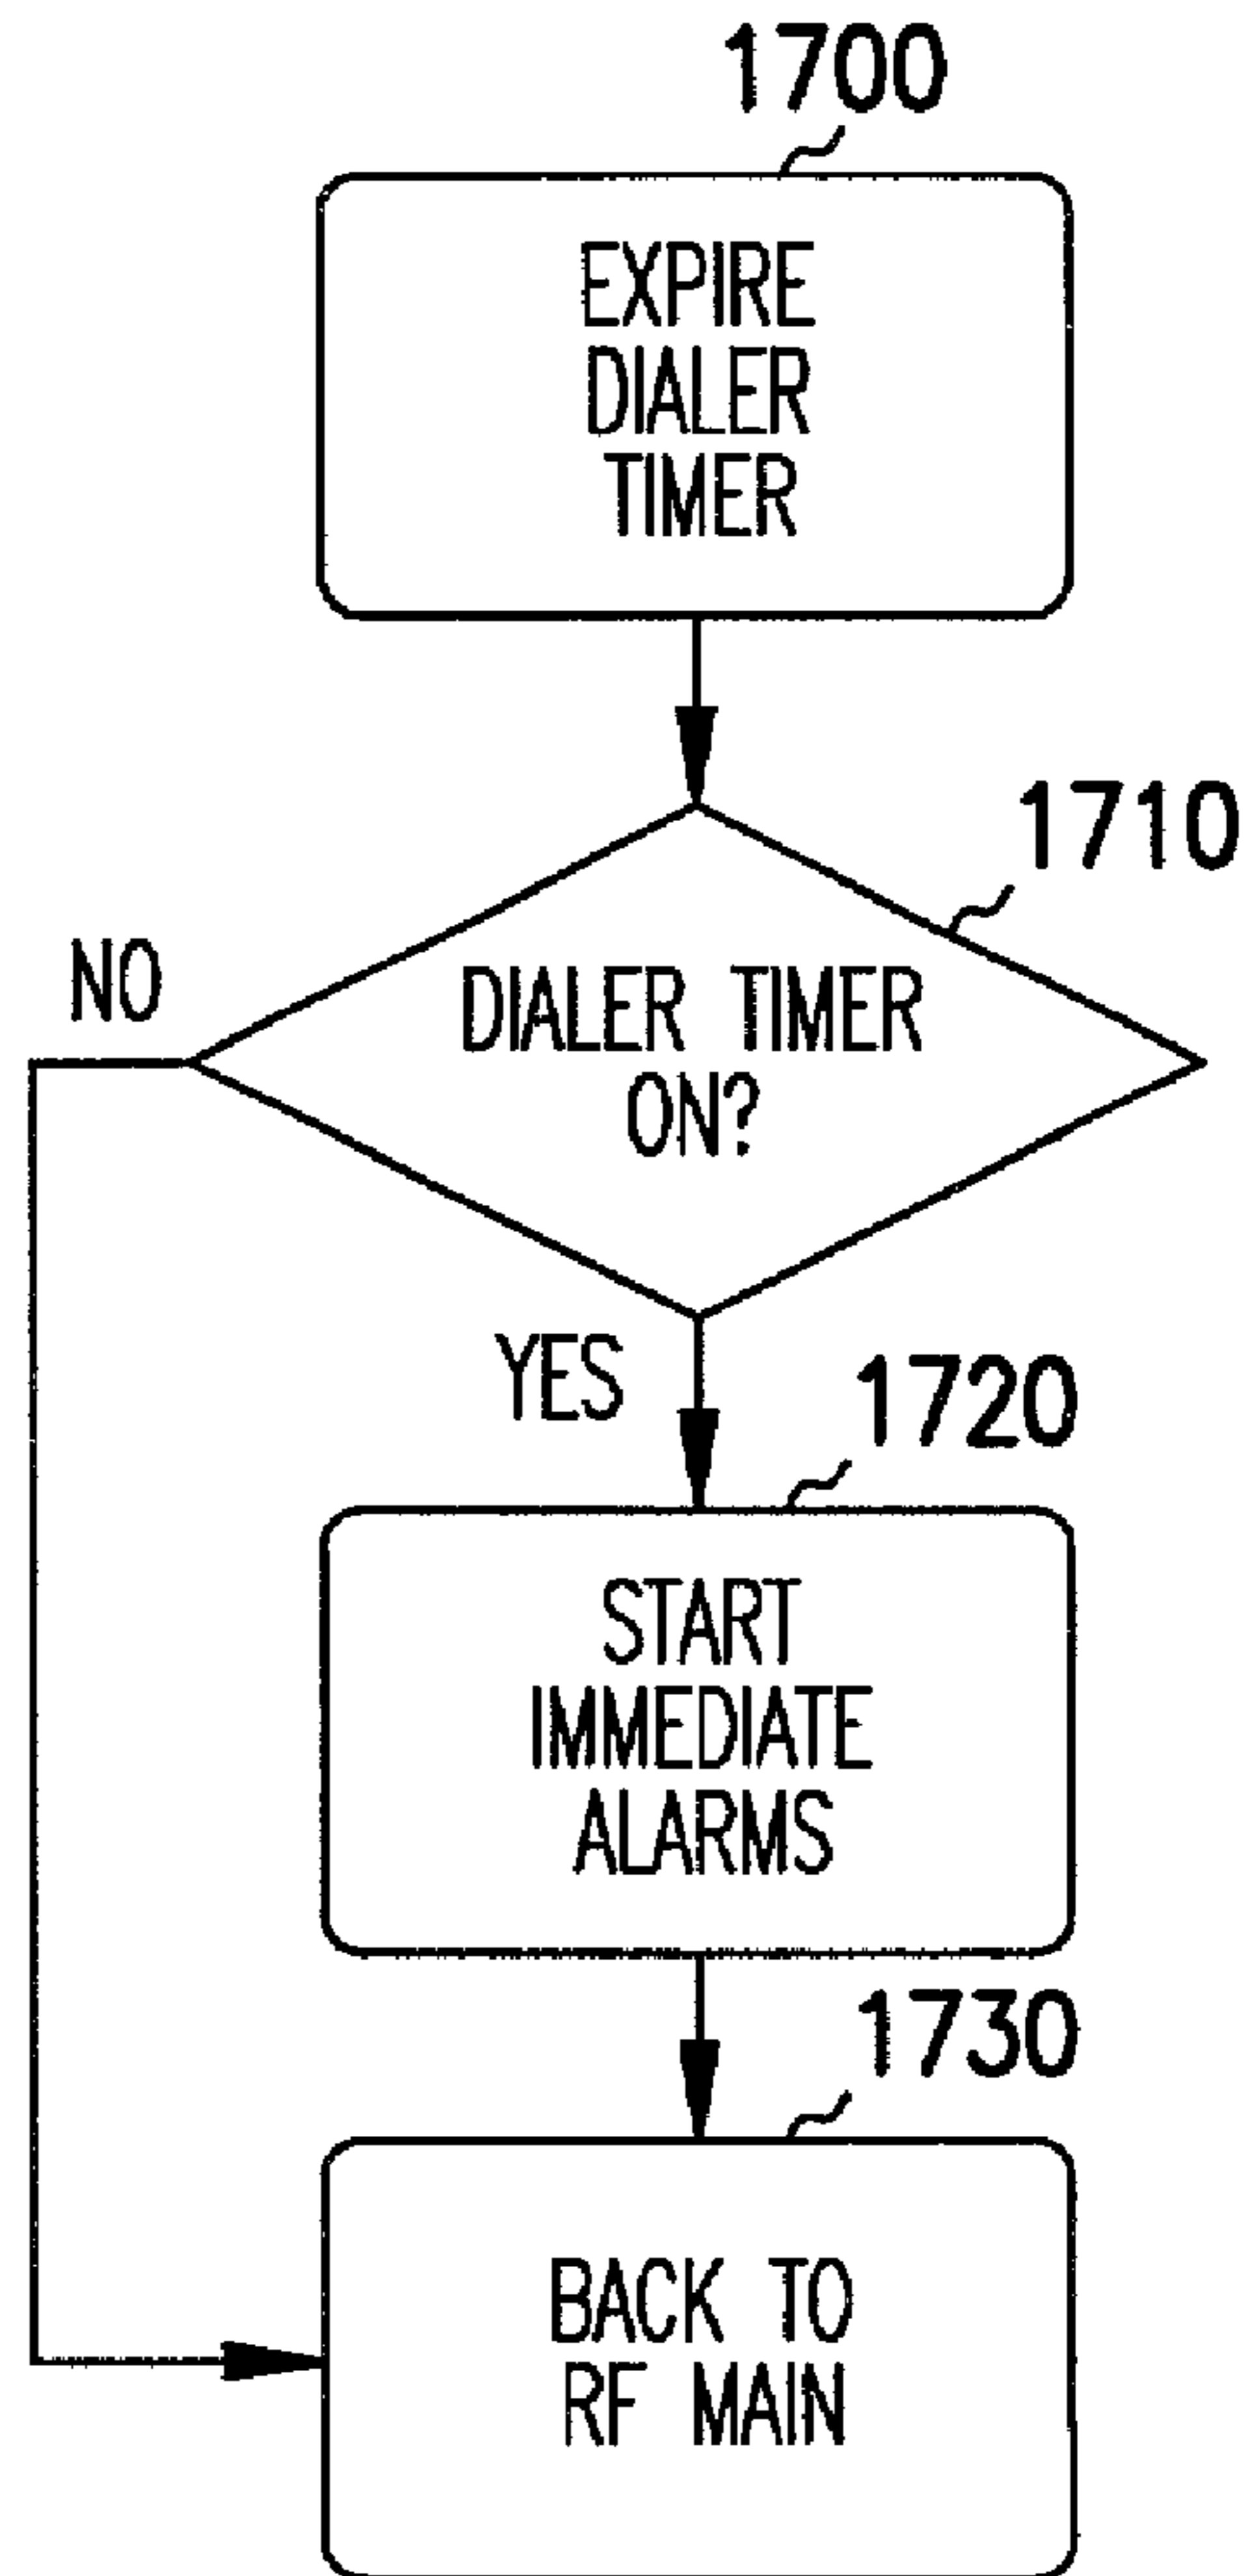 1700
EXPIRE
DIALER
TIMER
1710
NO
DIALER TIMER
ON?
YES
1720
START
IMMEDIATE
ALARMS
1730
BACK TO
RF MAIN